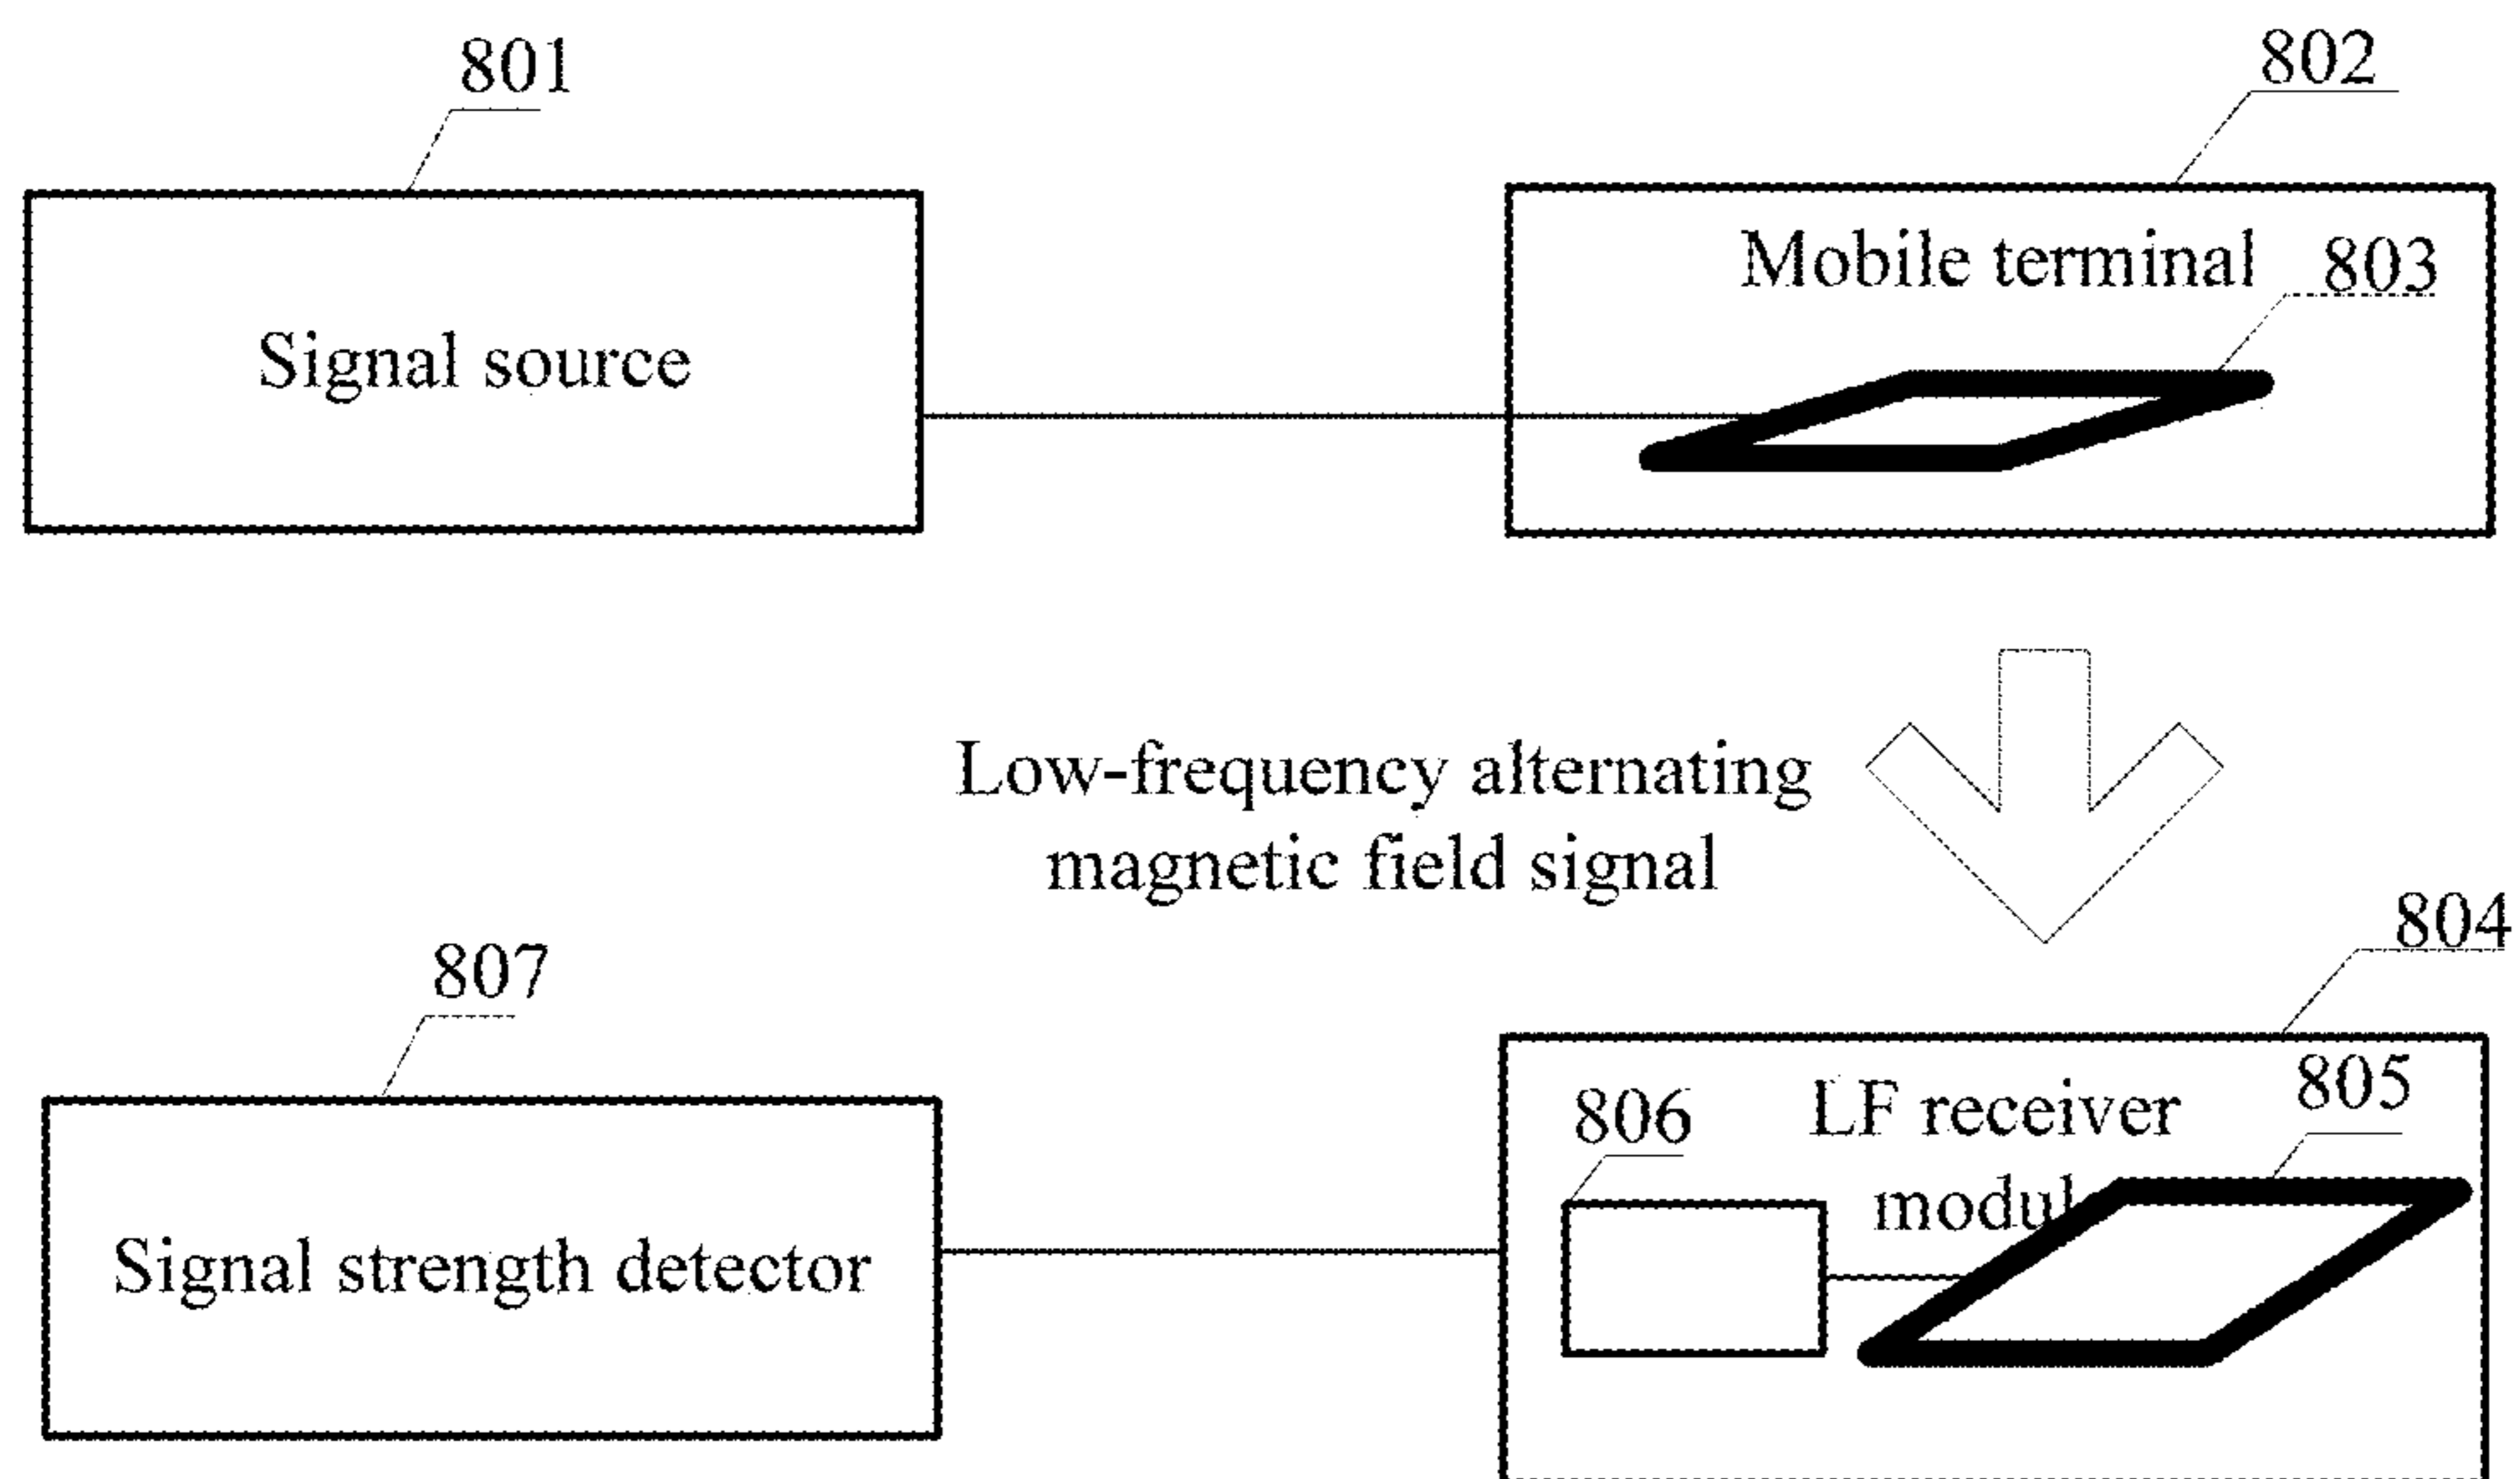 801
802
Mobile terminal
803
Signal source
Low-frequency alternating
magnetic field signal
804
807
805
806
LF receiver
modul
Signal strength detector